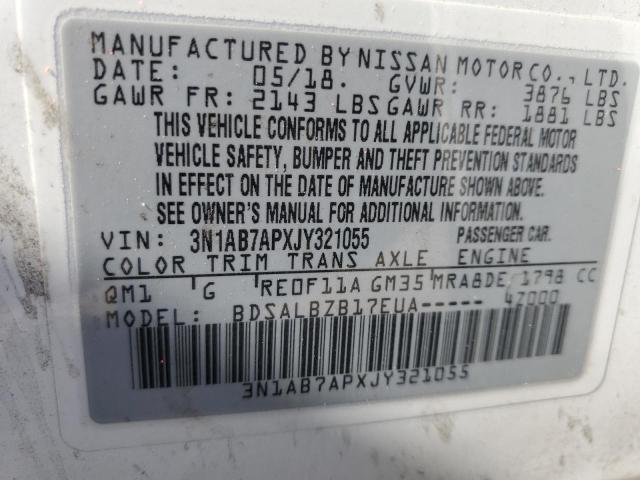 MANUFACTURED BY NISSAN MOTOR CO., LTD.
DATE: 05/18. GVWR: 3876 LBS
GAWR FR: 2143 LBS GAWR RR: 1881 LBS
THIS VEHICLE CONFORMS TO ALL APPLICABLE FEDERAL MOTOR
VEHICLE SAFETY, BUMPER AND THEFT PREVENTION STANDARDS
IN EFFECT ON THE DATE OF MANUFACTURE SHOWN ABOVE.
SEE OWNER'S MANUAL FOR ADDITIONAL INFORMATION.
VIN: 3N1AB7APXJY321055 PASSENGER CAR.
COLOR TRIM TRANS AXLE ENGINE
QM1 G RE0F11A GM35 MRA8DE 1798 CC
MODEL: BDSALBZB17EUA----- 47000
3N1AB7APXJY321055